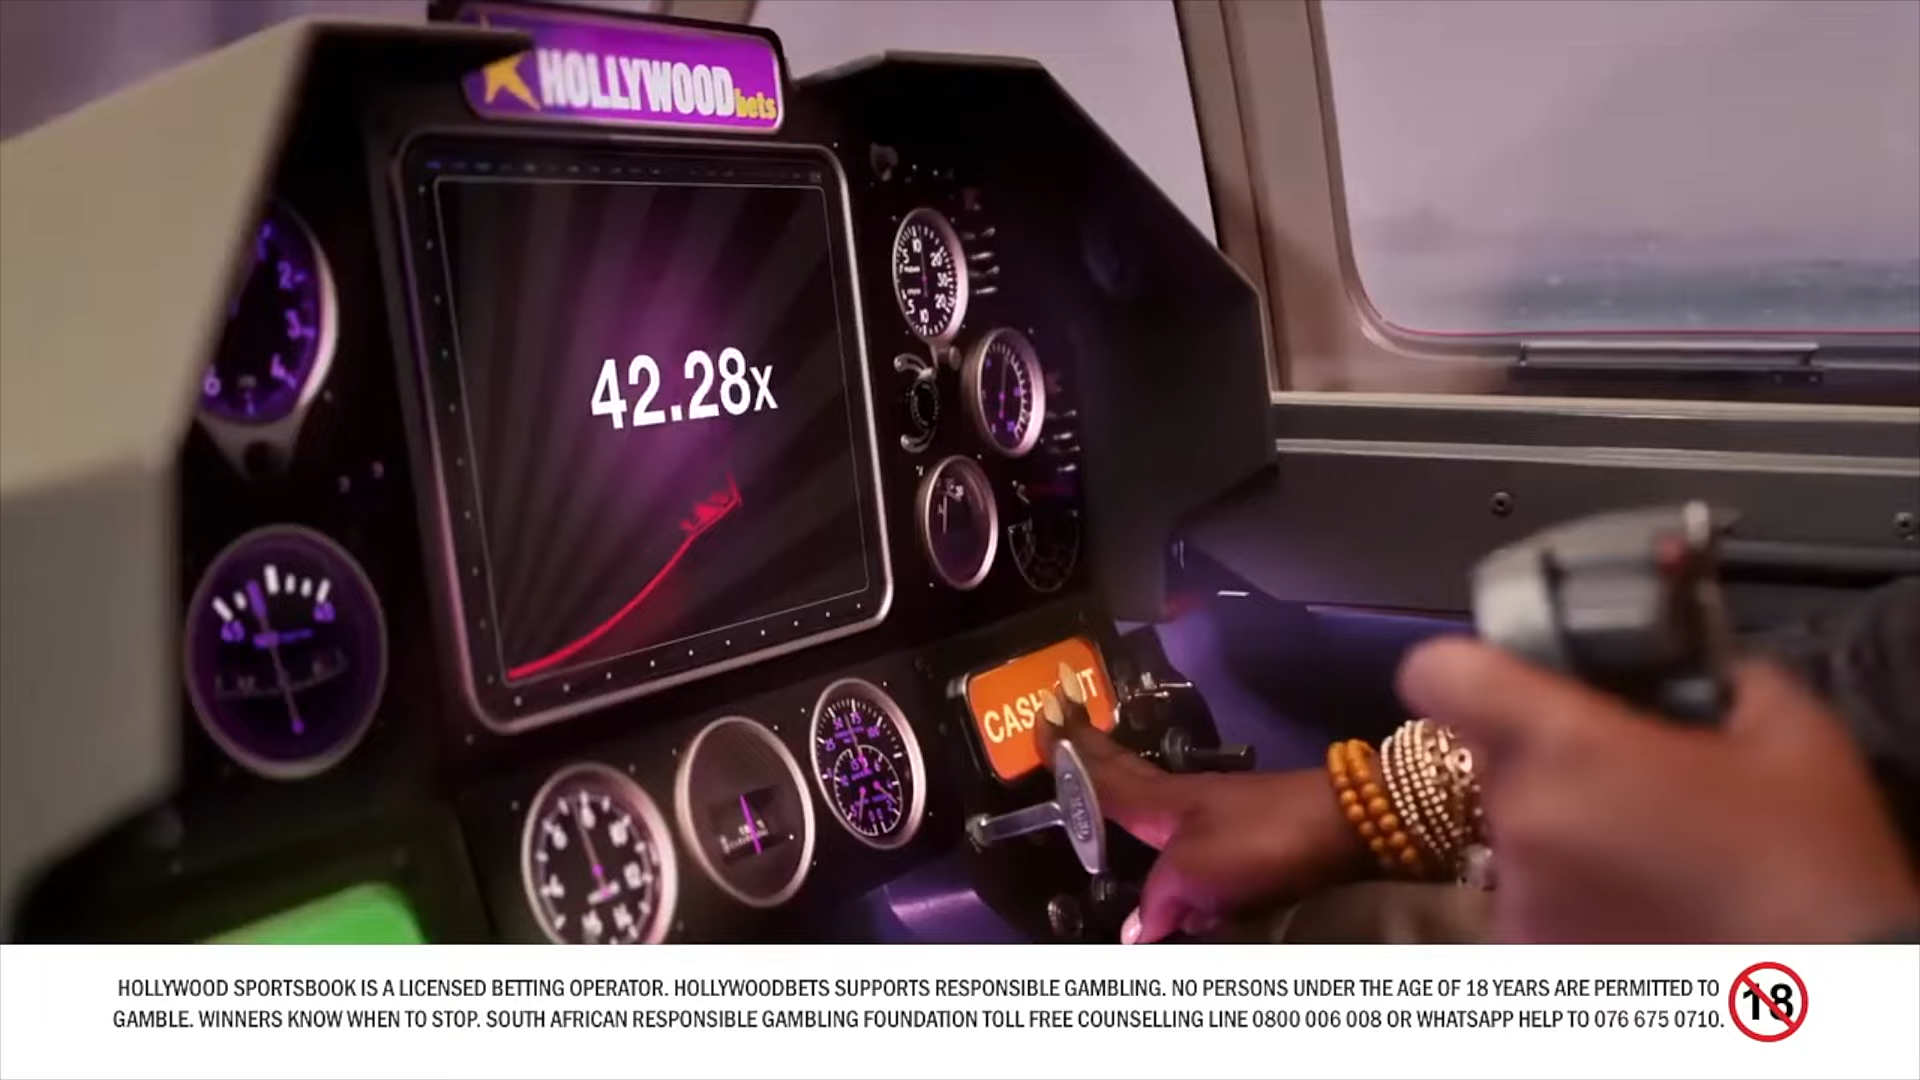 HOLLYWOODbets
42.28x
CASH
HOLLYWOOD SPORTSBOOK IS A LICENSED BETTING OPERATOR. HOLLYWOODBETS SUPPORTS RESPONSIBLE GAMBLING. NO PERSONS UNDER THE AGE OF 18 YEARS ARE PERMITTED TO
GAMBLE. WINNERS KNOW WHEN TO STOP. SOUTH AFRICAN RESPONSIBLE GAMBLING FOUNDATION TOLL FREE COUNSELLING LINE 0800 006 008 OR WHATSAPP HELP TO 076 675 0710.
18